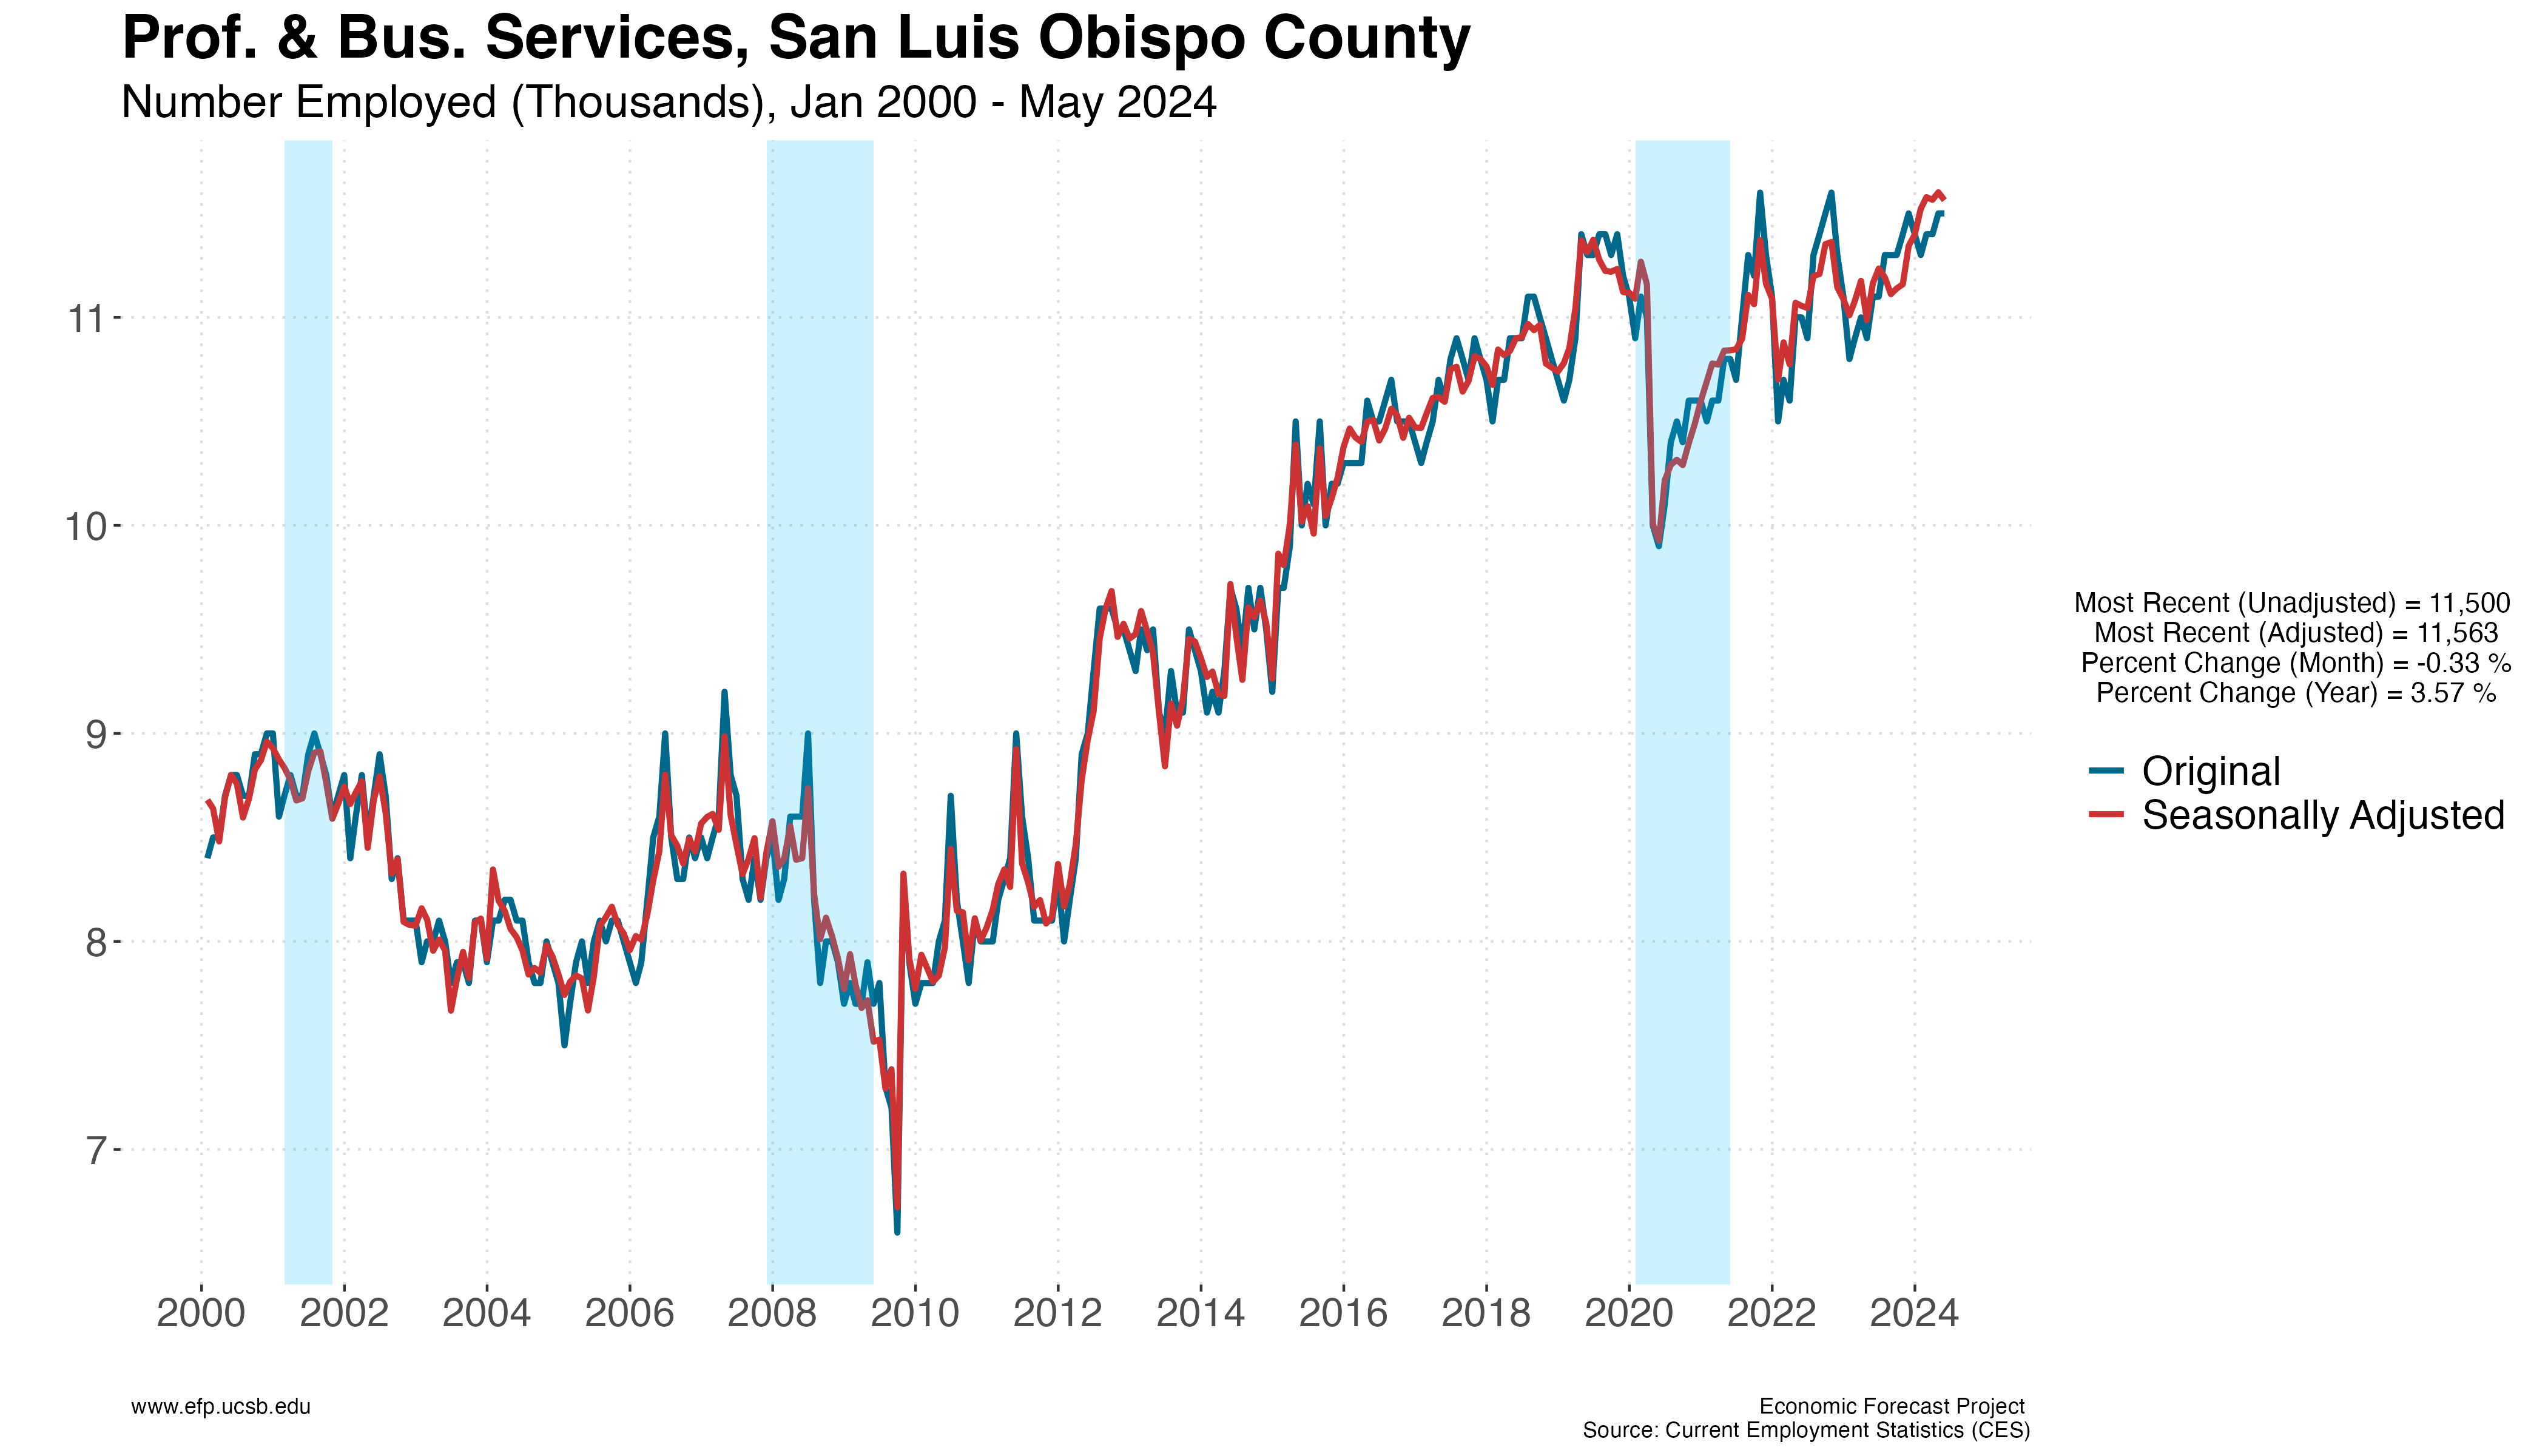 Prof. & Bus. Services, San Luis Obispo County
Number Employed (Thousands), Jan 2000 - May 2024
11
10
9
8
7
2000 2002 2004 2006 2008 2010 2012 2014 2016 2018 2020 2022 2024
Most Recent (Unadjusted) = 11,500
Most Recent (Adjusted) = 11,563
Percent Change (Month) = -0.33 %
Percent Change (Year) = 3.57 %
Original
Seasonally Adjusted
www.efp.ucsb.edu
Economic Forecast Project
Source: Current Employment Statistics (CES)